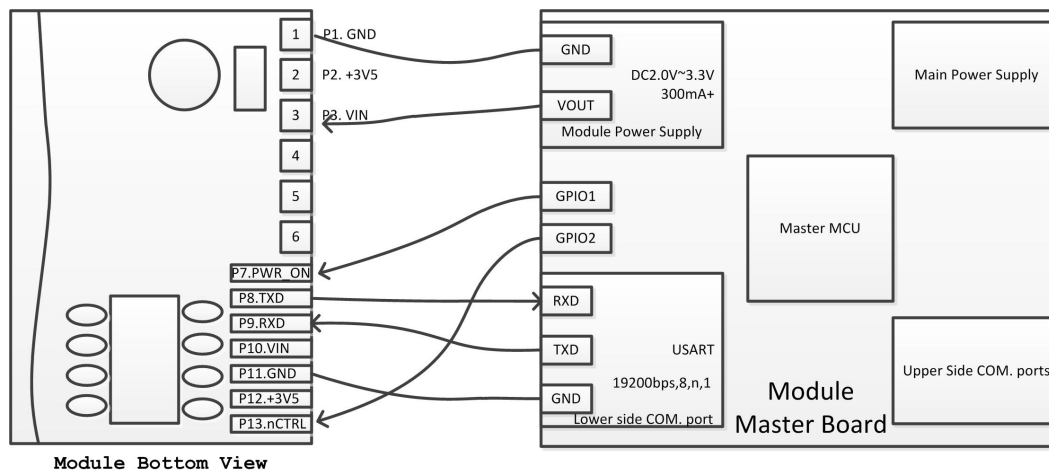 1
P1. GND
2
P2. +3V5
3
P3. VIN
4
5
6
P7.PWR_ON
P8.TXD
P9.RXD
P10.VIN
P11.GND
P12.+3V5
P13.nCTRL
Module Bottom View
GND
DC2.0V~3.3V
300mA+
VOUT
Module Power Supply
GPIO1
GPIO2
RXD
TXD
USART
19200bps,8,n,1
GND
Lower side COM. port
Main Power Supply
Master MCU
Upper Side COM. ports
Module
Master Board